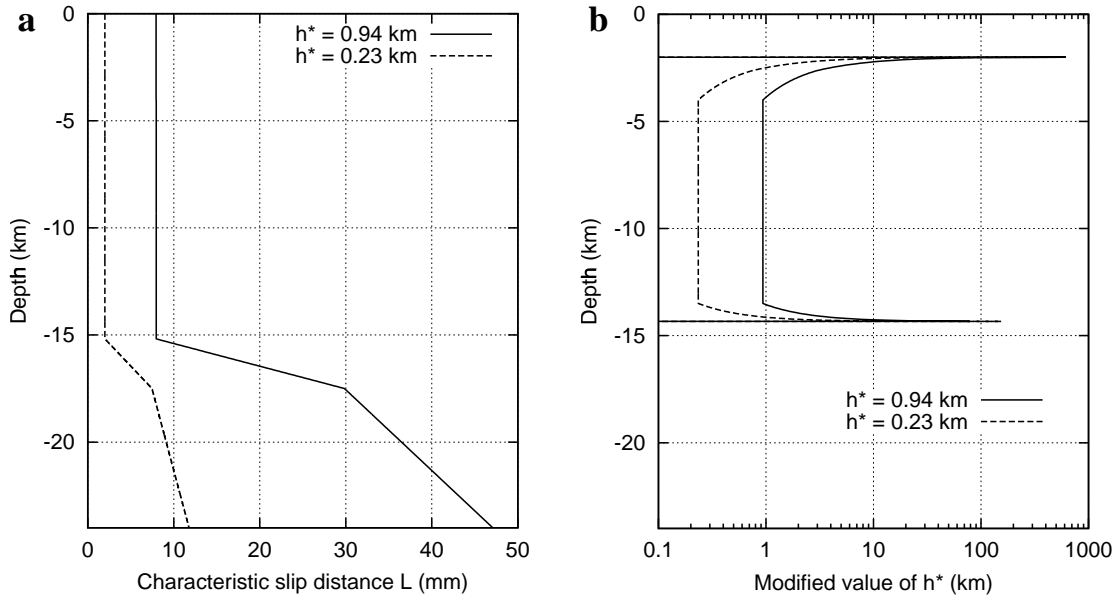 a
h* = 0.94 km
h* = 0.23 km
0
-5
-10
-15
-20
Depth (km)
0 10 20 30 40 50
Characteristic slip distance L (mm)
b
0
-5
-10
-15
-20
Depth (km)
h* = 0.94 km
h* = 0.23 km
0.1 1 10 100 1000
Modified value of h* (km)